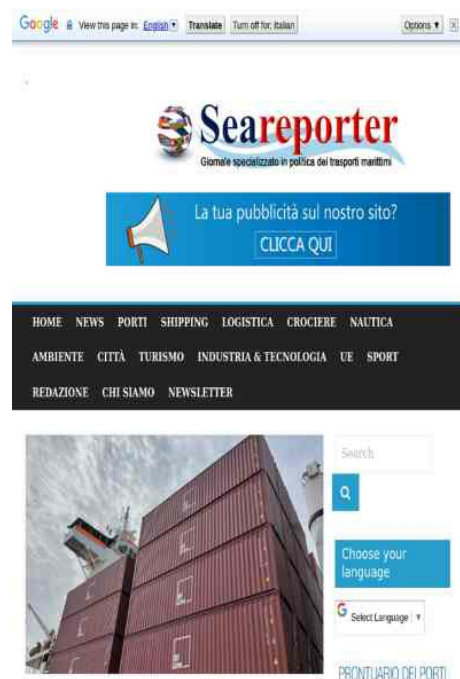 Google View this page in: English Translate Turn off for: Italian Options
Seareporter
Giornale specializzato in politica dei trasporti marittimi
La tua pubblicità sul nostro sito?
CLICCA QUI
HOME NEWS PORTI SHIPPING LOGISTICA CROCIERE NAUTICA
AMBIENTE CITTÀ TURISMO INDUSTRIA & TECNOLOGIA UE SPORT
REDAZIONE CHI SIAMO NEWSLETTER
Search
Choose your
language
G Select Language
PRONTUARIO DEI PORTI